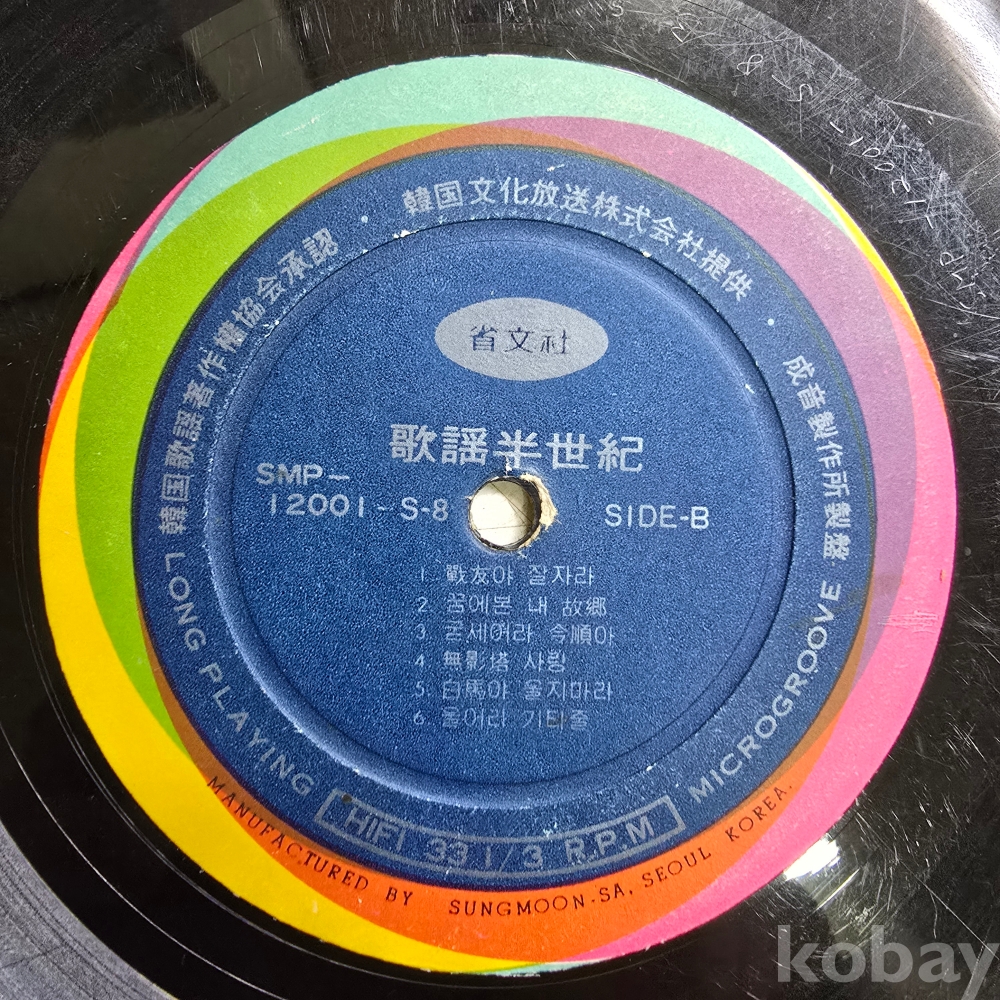 韓国文化放送株式会社提供
韓国歌謡著作權協会承認
成音製作所製盤
省文社
歌謡半世紀
SMP-
12001-S-8
SIDE-B
1 戰友야 잘자라
2 꿈에본 내 故鄕
3 굳세여라 今順아
4 無影塔 사랑
5 白馬야 울지마라
6 울어라 기타줄
LONG PLAYING
HIFI 33 1/3 R.P.M
MICROGROOVE
MANUFACTURED BY SUNGMOON-SA, SEOUL KOREA.
SMP-12001-S-8
kobay